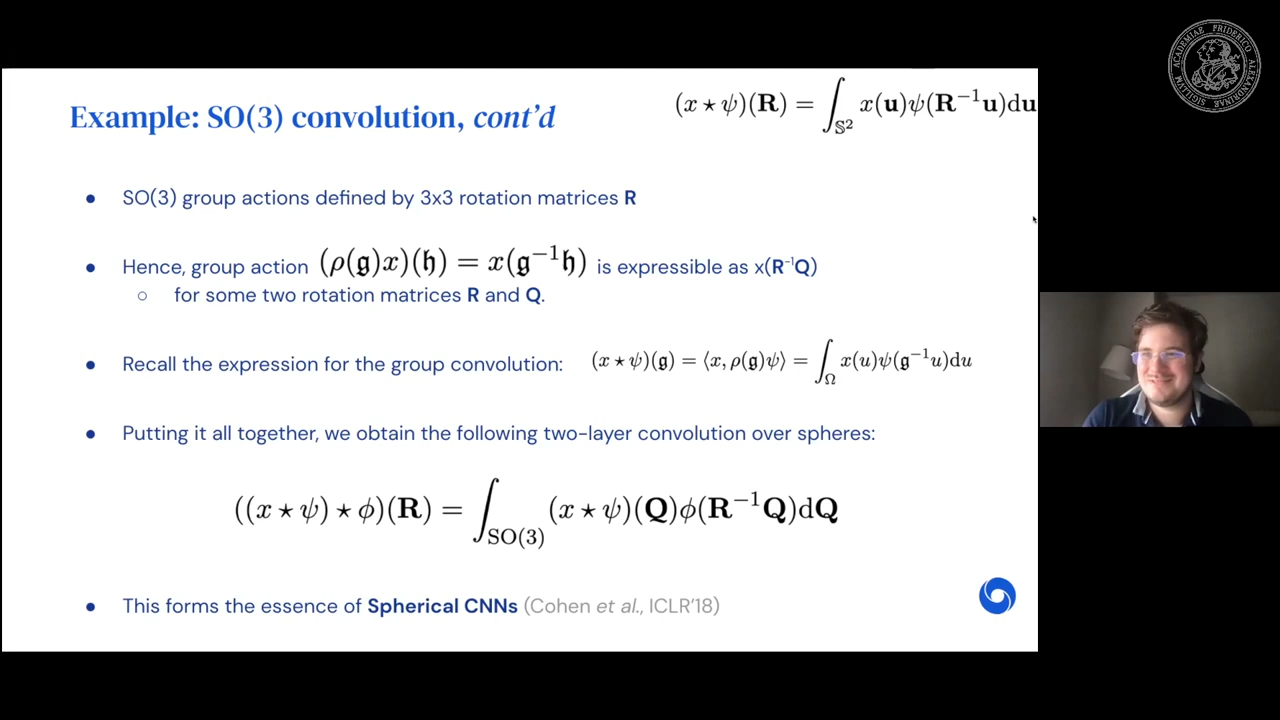 Example: SO(3) convolution, cont'd
(x ⋆ ψ)(R) = ∫_{𝕊²} x(u)ψ(R⁻¹u)du
● SO(3) group actions defined by 3x3 rotation matrices R
● Hence, group action (ρ(𝔤)x)(𝔥) = x(𝔤⁻¹𝔥) is expressible as x(R⁻¹Q)
○ for some two rotation matrices R and Q.
● Recall the expression for the group convolution: (x ⋆ ψ)(𝔤) = ⟨x, ρ(𝔤)ψ⟩ = ∫_Ω x(u)ψ(𝔤⁻¹u)du
● Putting it all together, we obtain the following two-layer convolution over spheres:
((x ⋆ ψ) ⋆ ϕ)(R) = ∫_{SO(3)} (x ⋆ ψ)(Q)ϕ(R⁻¹Q)dQ
● This forms the essence of Spherical CNNs (Cohen et al., ICLR'18)